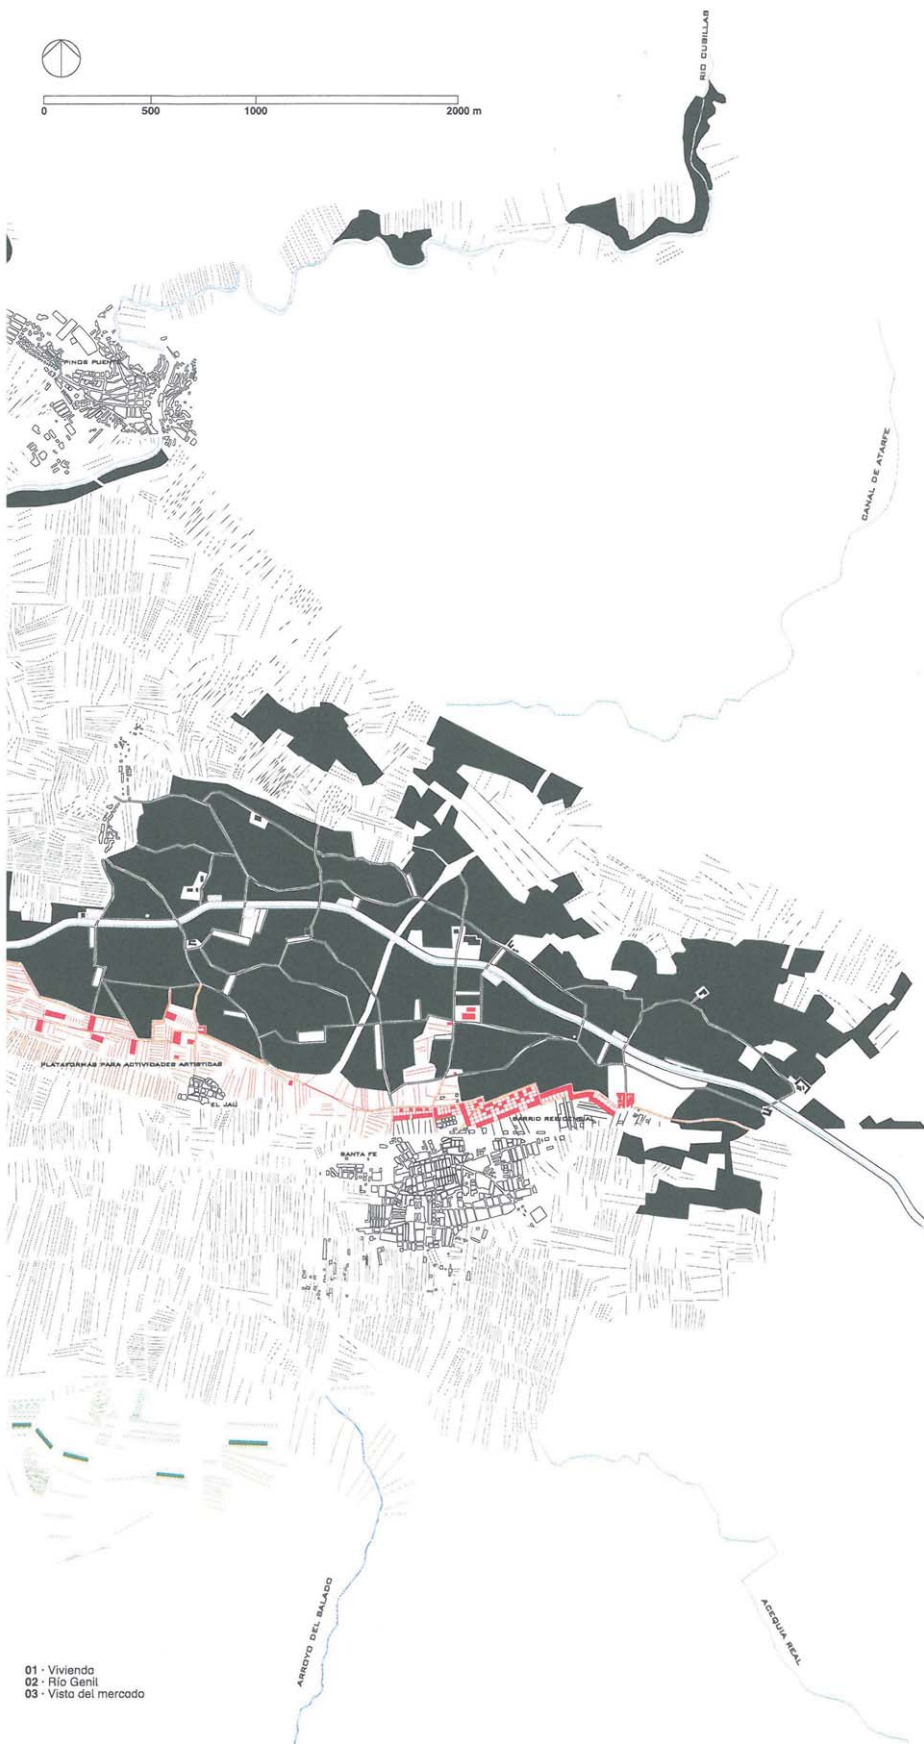 RIO CUBILLAS
0 500 1000 2000 m
PINOS PUENTE
CANAL DE ATARFE
PLATAFORMAS PARA ACTIVIDADES ARTISTICAS
EL JAÚ
BARRIO RESIDENCIAL
SANTA FE
ARROYO DEL SALADO
ACEQUIA REAL
01 · Vivienda
02 · Río Genil
03 · Vista del mercado